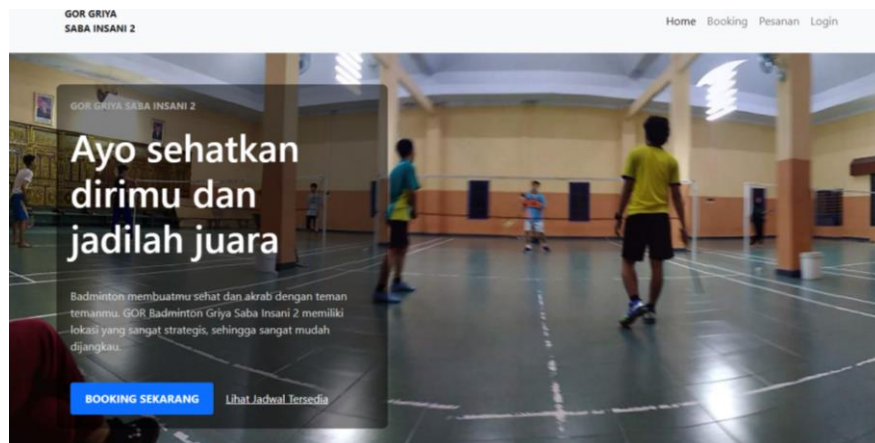 GOR GRIYA
SABA INSANI 2
Home Booking Pesanan Login
GOR GRIYA SABA INSANI 2
Ayo sehatkan
dirimu dan
jadilah juara
Badminton membuatmu sehat dan akrab dengan teman
temanmu. GOR Badminton Griya Saba Insani 2 memiliki
lokasi yang sangat strategis, sehingga sangat mudah
dijangkau.
BOOKING SEKARANG Lihat Jadwal Tersedia